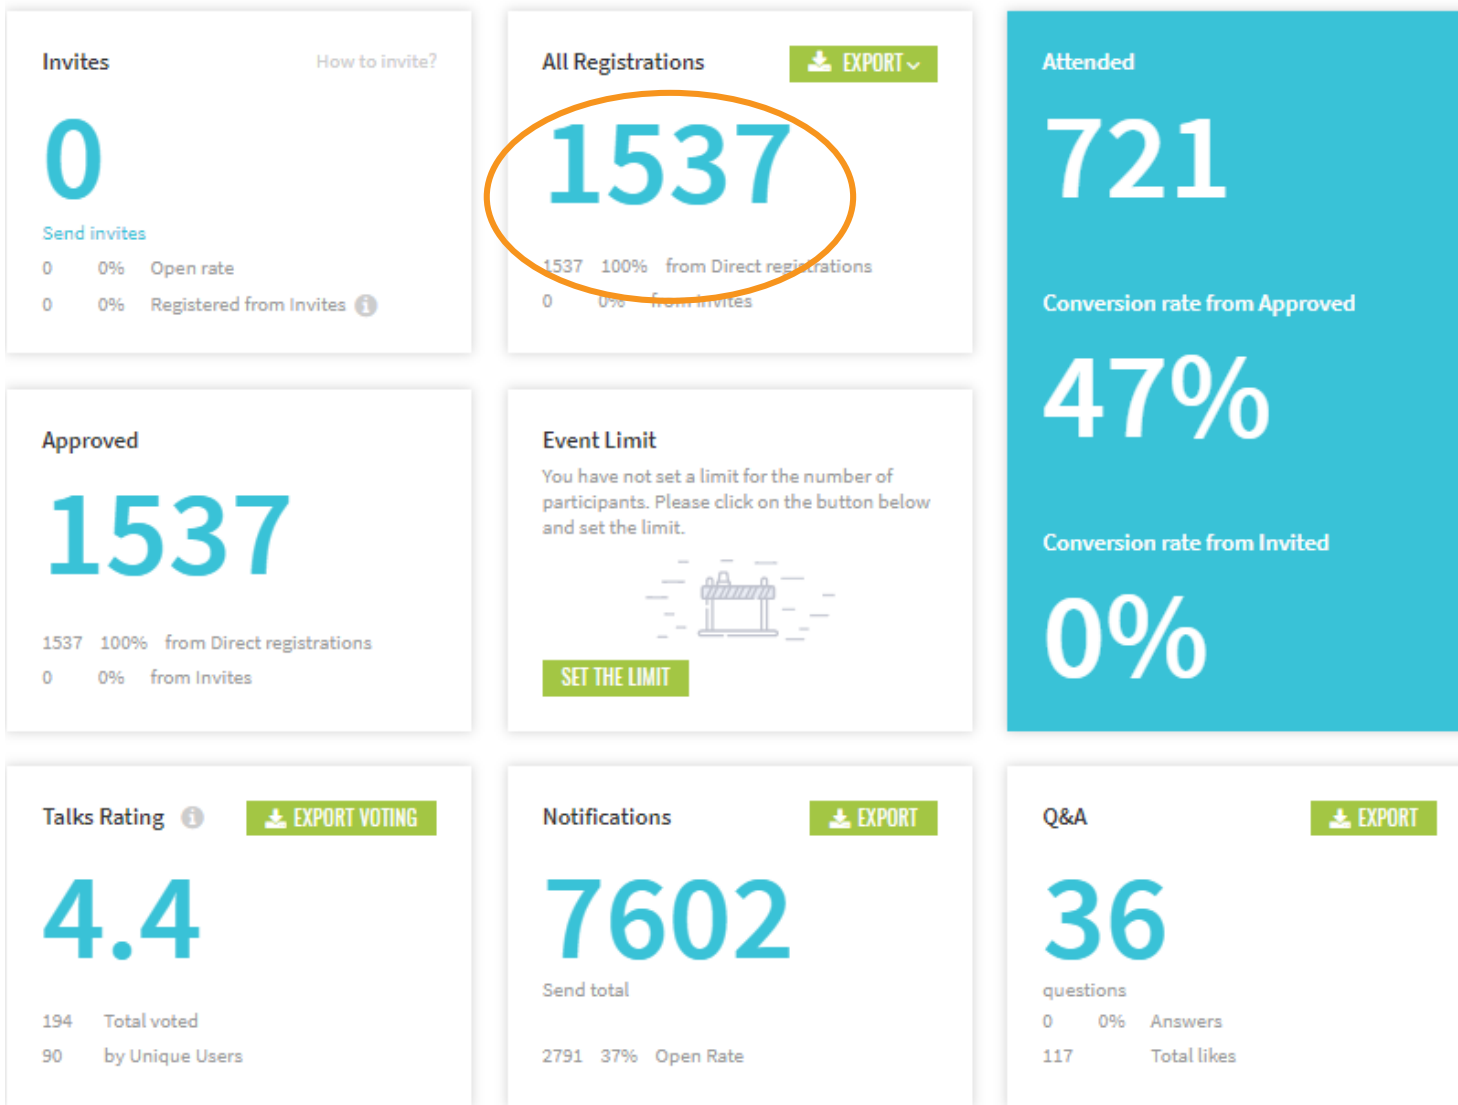 Invites How to invite?
0
Send invites
0 0% Open rate
0 0% Registered from Invites
All Registrations EXPORT
1537
1537 100% from Direct registrations
0 0% from Invites
Attended
721
Conversion rate from Approved
47%
Conversion rate from Invited
0%
Approved
1537
1537 100% from Direct registrations
0 0% from Invites
Event Limit
You have not set a limit for the number of
participants. Please click on the button below
and set the limit.
SET THE LIMIT
Talks Rating EXPORT VOTING
4.4
194 Total voted
90 by Unique Users
Notifications EXPORT
7602
Send total
2791 37% Open Rate
Q&A EXPORT
36
questions
0 0% Answers
117 Total likes